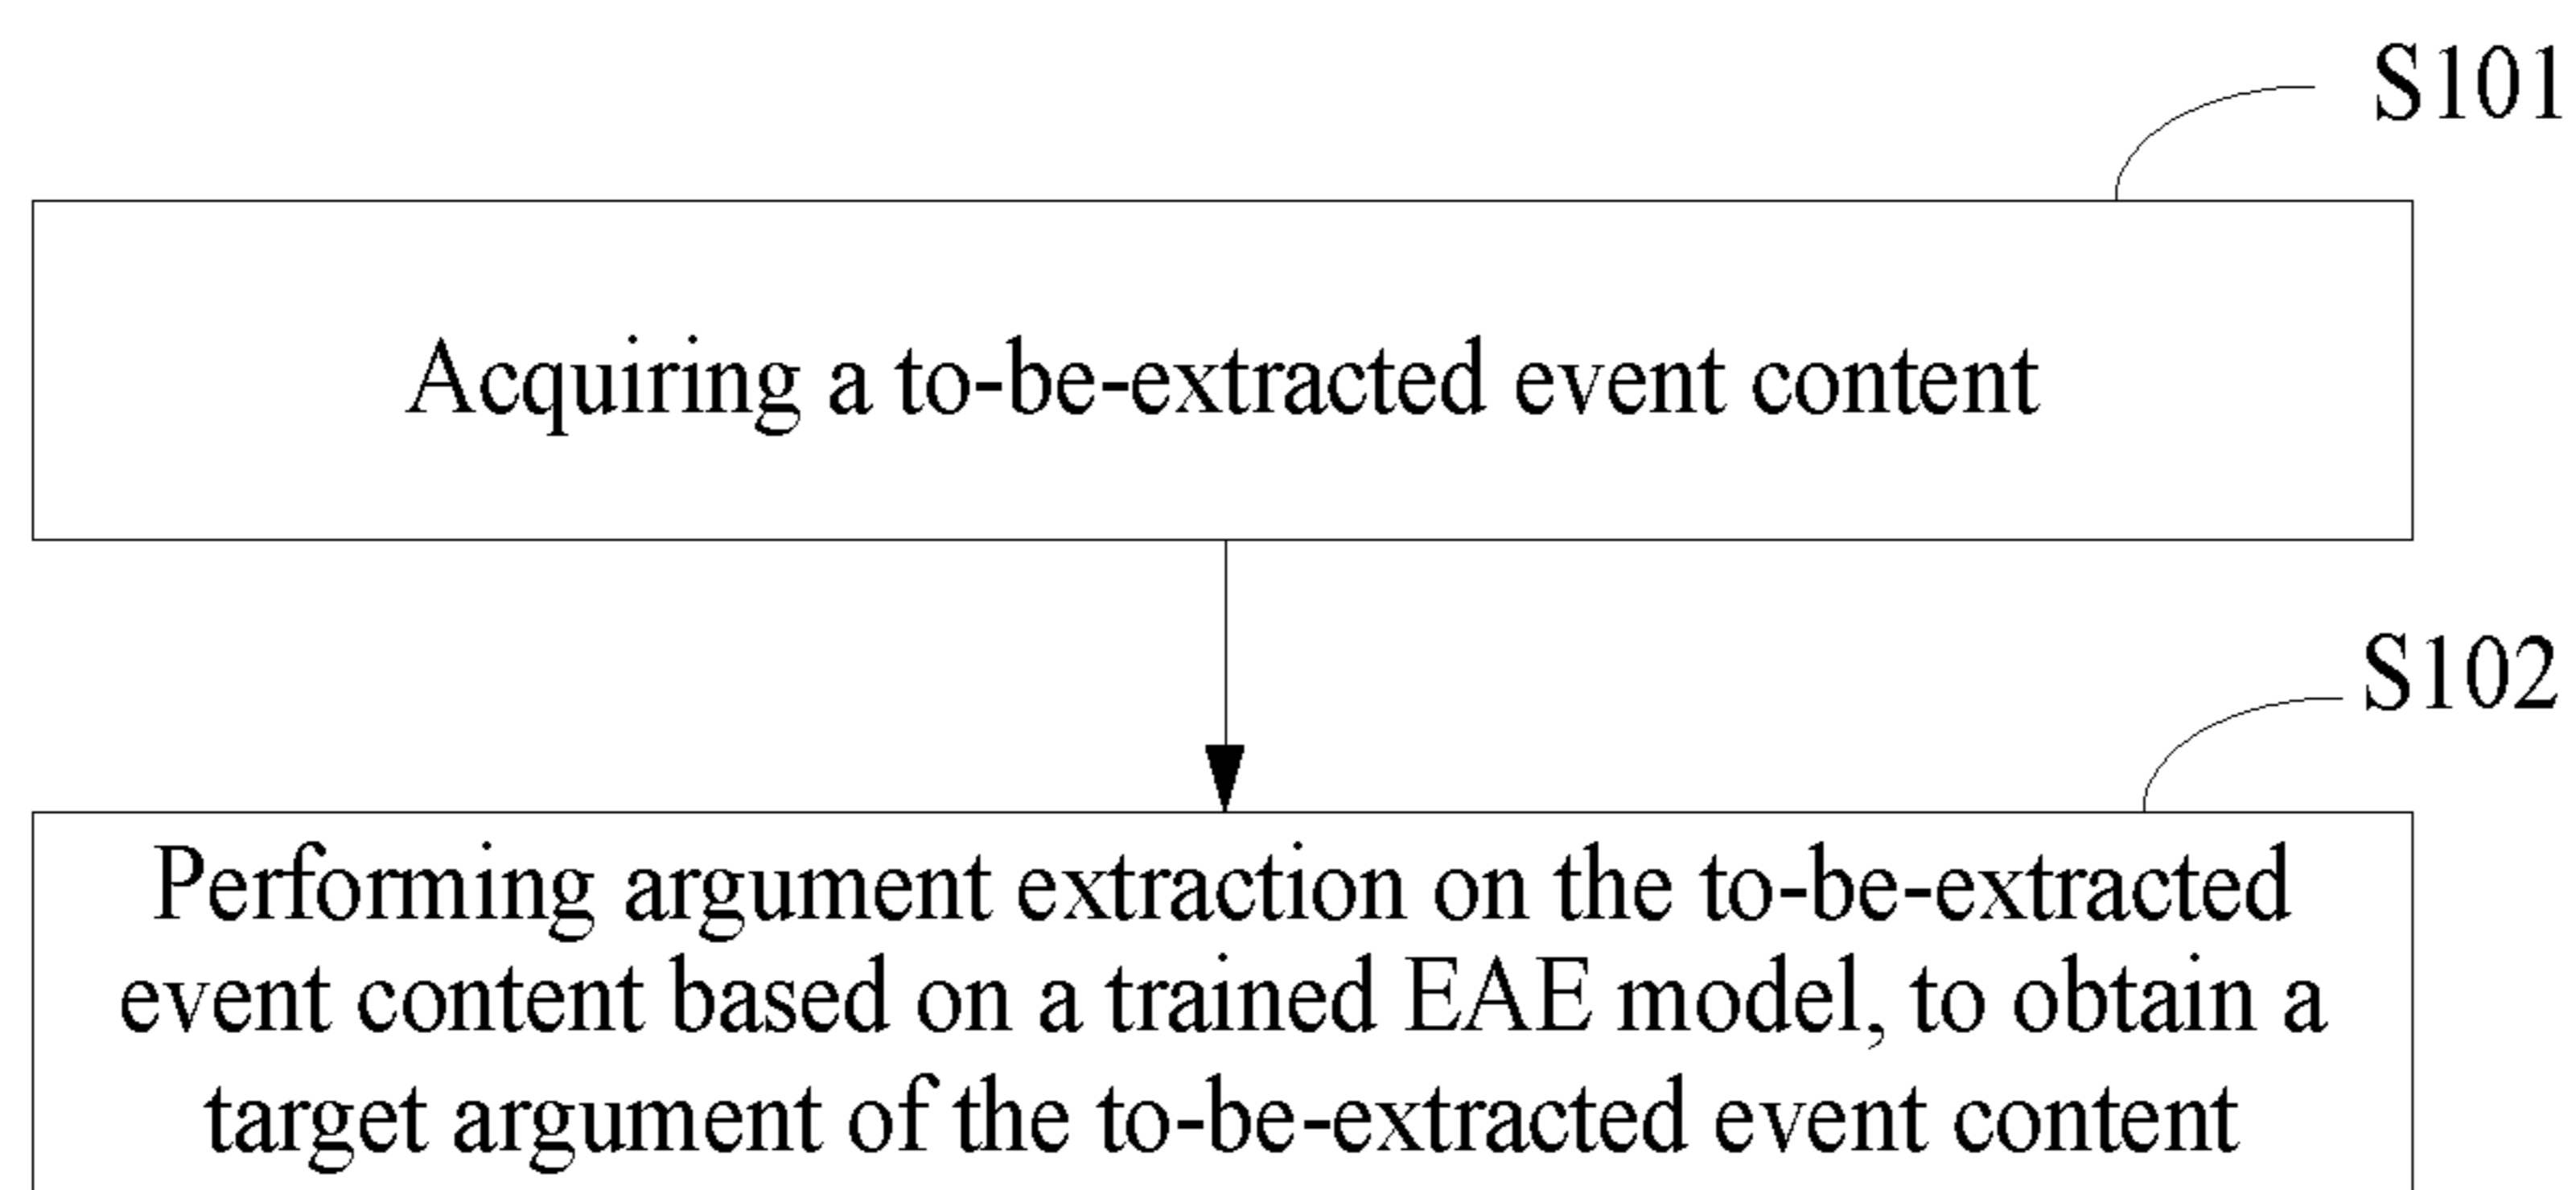 S101
Acquiring a to-be-extracted event content
S102
Performing argument extraction on the to-be-extracted
event content based on a trained EAE model, to obtain a
target argument of the to-be-extracted event content